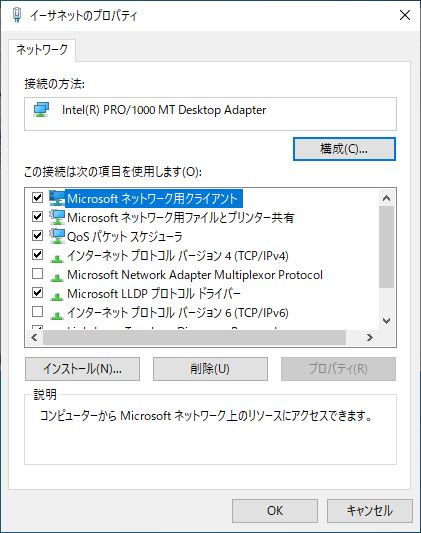 イーサネットのプロパティ
ネットワーク
接続の方法:
Intel(R) PRO/1000 MT Desktop Adapter
構成(C)...
この接続は次の項目を使用します(O):
Microsoft ネットワーク用クライアント
Microsoft ネットワーク用ファイルとプリンター共有
QoS パケット スケジューラ
インターネット プロトコル バージョン 4 (TCP/IPv4)
Microsoft Network Adapter Multiplexor Protocol
Microsoft LLDP プロトコル ドライバー
インターネット プロトコル バージョン 6 (TCP/IPv6)
インストール(N)...
削除(U)
プロパティ(R)
説明
コンピューターから Microsoft ネットワーク上のリソースにアクセスできます。
OK
キャンセル